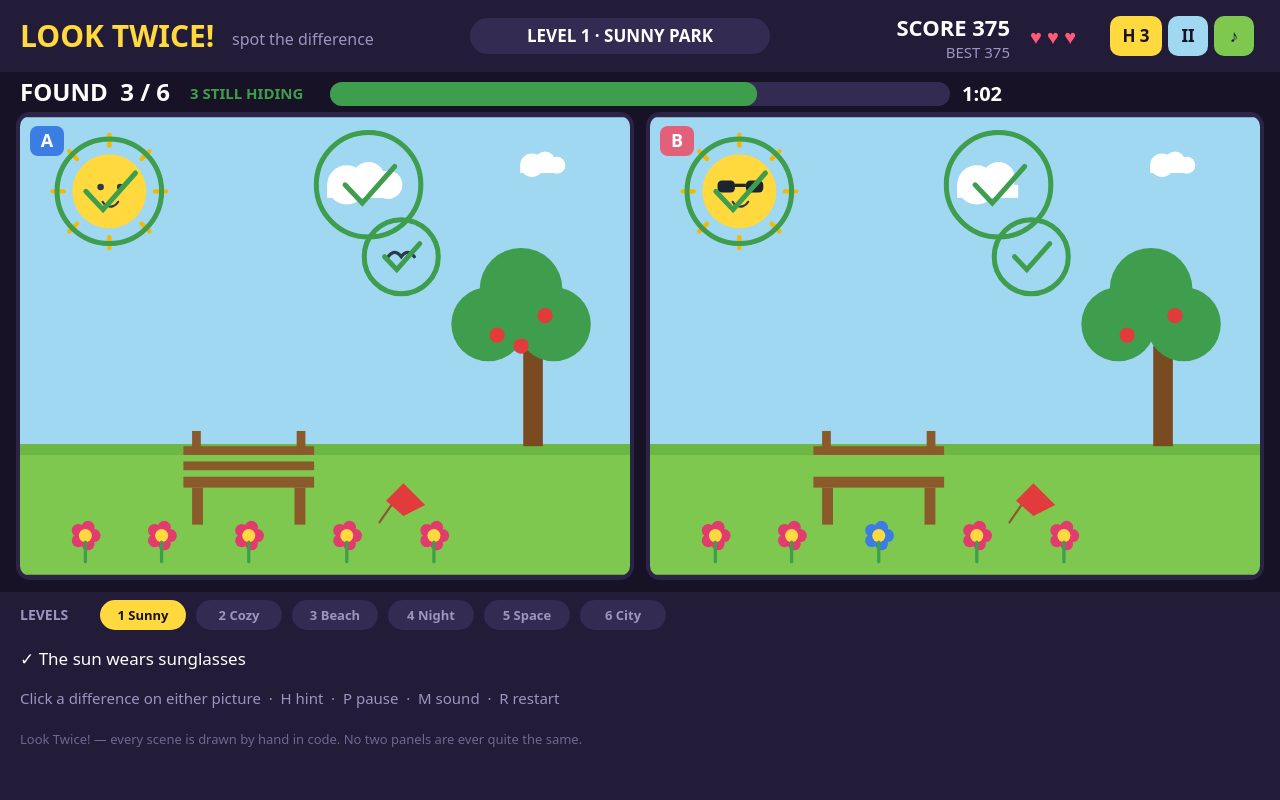 LOOK TWICE! spot the difference
LEVEL 1 · SUNNY PARK
SCORE 375
BEST 375
♥ ♥ ♥
H 3
II
♪
FOUND 3 / 6 3 STILL HIDING
1:02
A
B
LEVELS
1 Sunny
2 Cozy
3 Beach
4 Night
5 Space
6 City
✓ The sun wears sunglasses
Click a difference on either picture · H hint · P pause · M sound · R restart
Look Twice! — every scene is drawn by hand in code. No two panels are ever quite the same.